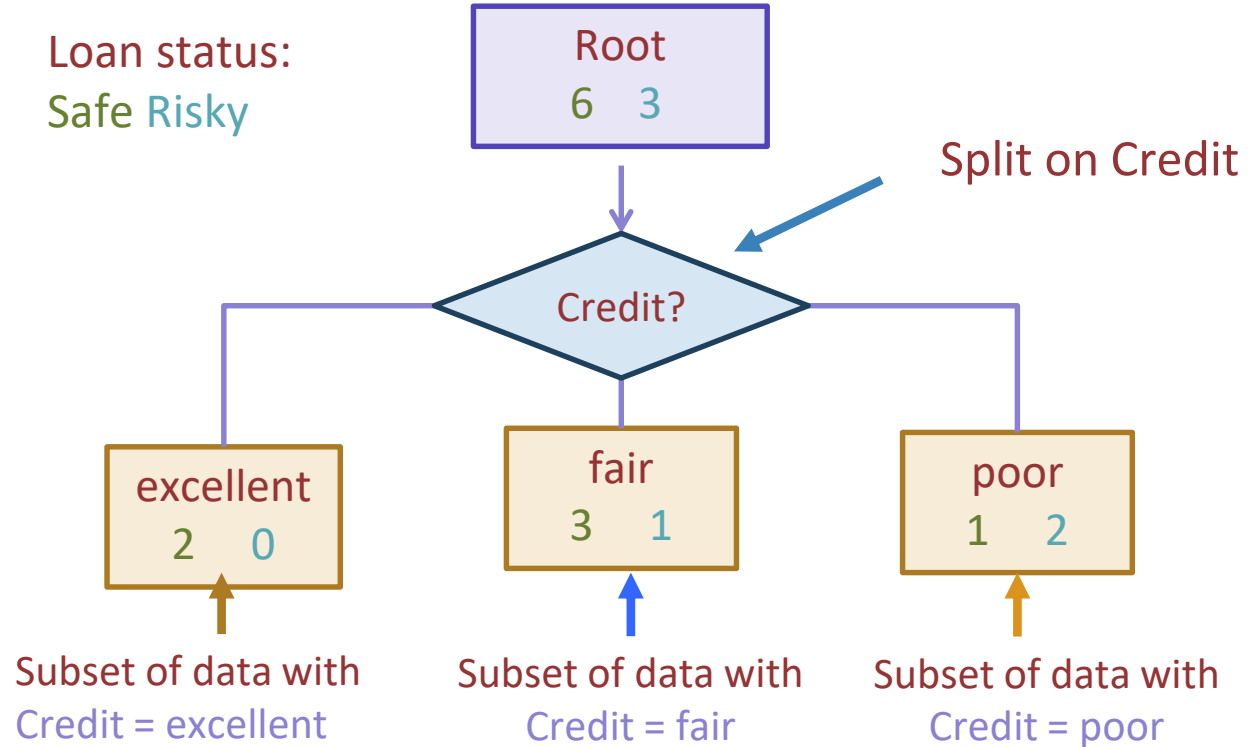 Loan status:
Safe Risky
Root
6 3
Split on Credit
Credit?
excellent
2 0
fair
3 1
poor
1 2
Subset of data with
Credit = excellent
Subset of data with
Credit = fair
Subset of data with
Credit = poor